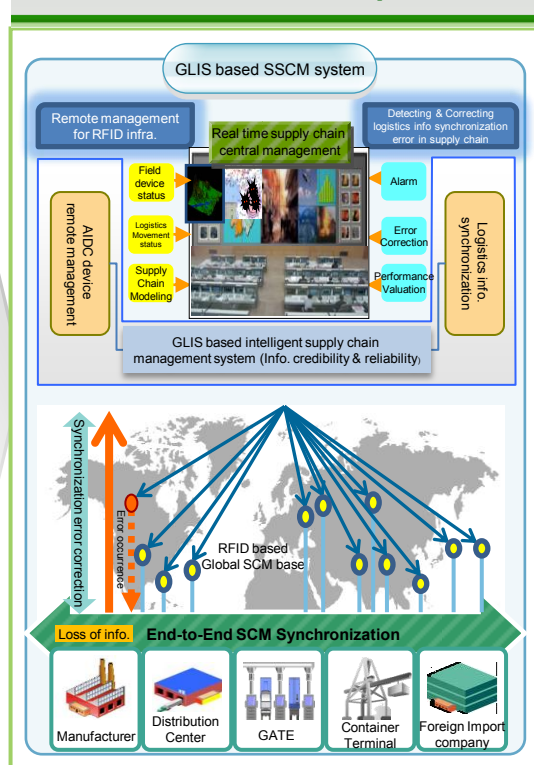 GLIS based SSCM system
Remote management
for RFID infra.
Real time supply chain
central management
Detecting & Correcting
logistics info synchronization
error in supply chain
Field
device
status
Logistics
Movement
status
Supply
Chain
Modeling
Alarm
Error
Correction
Performance
Valuation
AIDC device
remote management
Logistics info.
synchronization
GLIS based intelligent supply chain
management system (Info. credibility & reliability)
Synchronization error correction
Error occurrence
RFID based
Global SCM base
Loss of info.
End-to-End SCM Synchronization
Manufacturer
Distribution
Center
GATE
Container
Terminal
Foreign Import
company